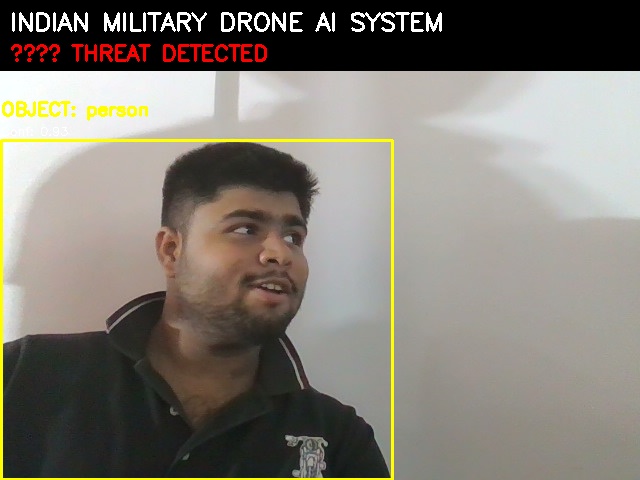 INDIAN MILITARY DRONE AI SYSTEM
???? THREAT DETECTED
OBJECT: person